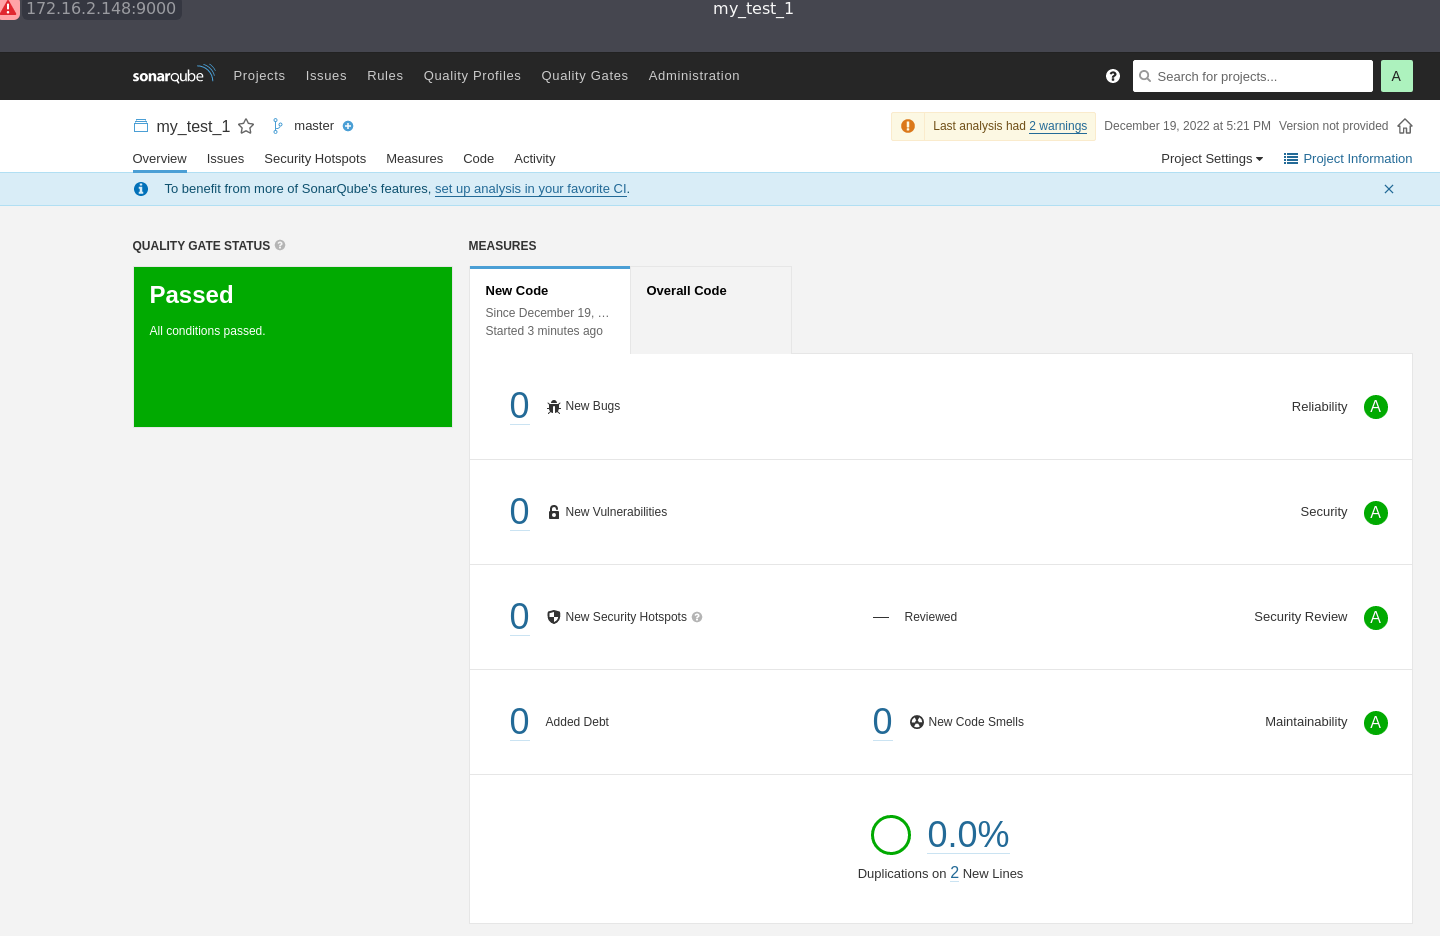 172.16.2.148:9000 my_test_1
sonarqube Projects Issues Rules Quality Profiles Quality Gates Administration Search for projects... A
my_test_1 master Last analysis had 2 warnings December 19, 2022 at 5:21 PM Version not provided
Overview Issues Security Hotspots Measures Code Activity Project Settings Project Information
To benefit from more of SonarQube's features, set up analysis in your favorite CI.
QUALITY GATE STATUS MEASURES
Passed
All conditions passed.
New Code Overall Code
Since December 19, …
Started 3 minutes ago
0 New Bugs Reliability A
0 New Vulnerabilities Security A
0 New Security Hotspots — Reviewed Security Review A
0 Added Debt 0 New Code Smells Maintainability A
0.0%
Duplications on 2 New Lines